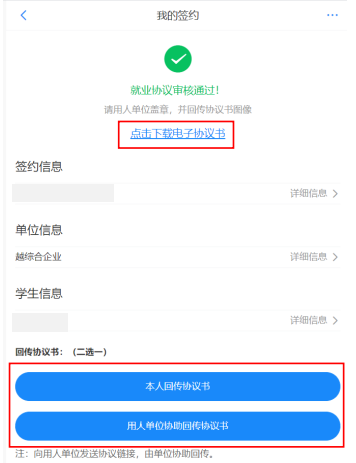 我的签约
就业协议审核通过！
请用人单位盖章，并回传协议书图像
点击下载电子协议书
签约信息
详细信息
单位信息
越综合企业 详细信息
学生信息
详细信息
回传协议书：（二选一）
本人回传协议书
用人单位协助回传协议书
注：向用人单位发送协议链接，由单位协助回传。